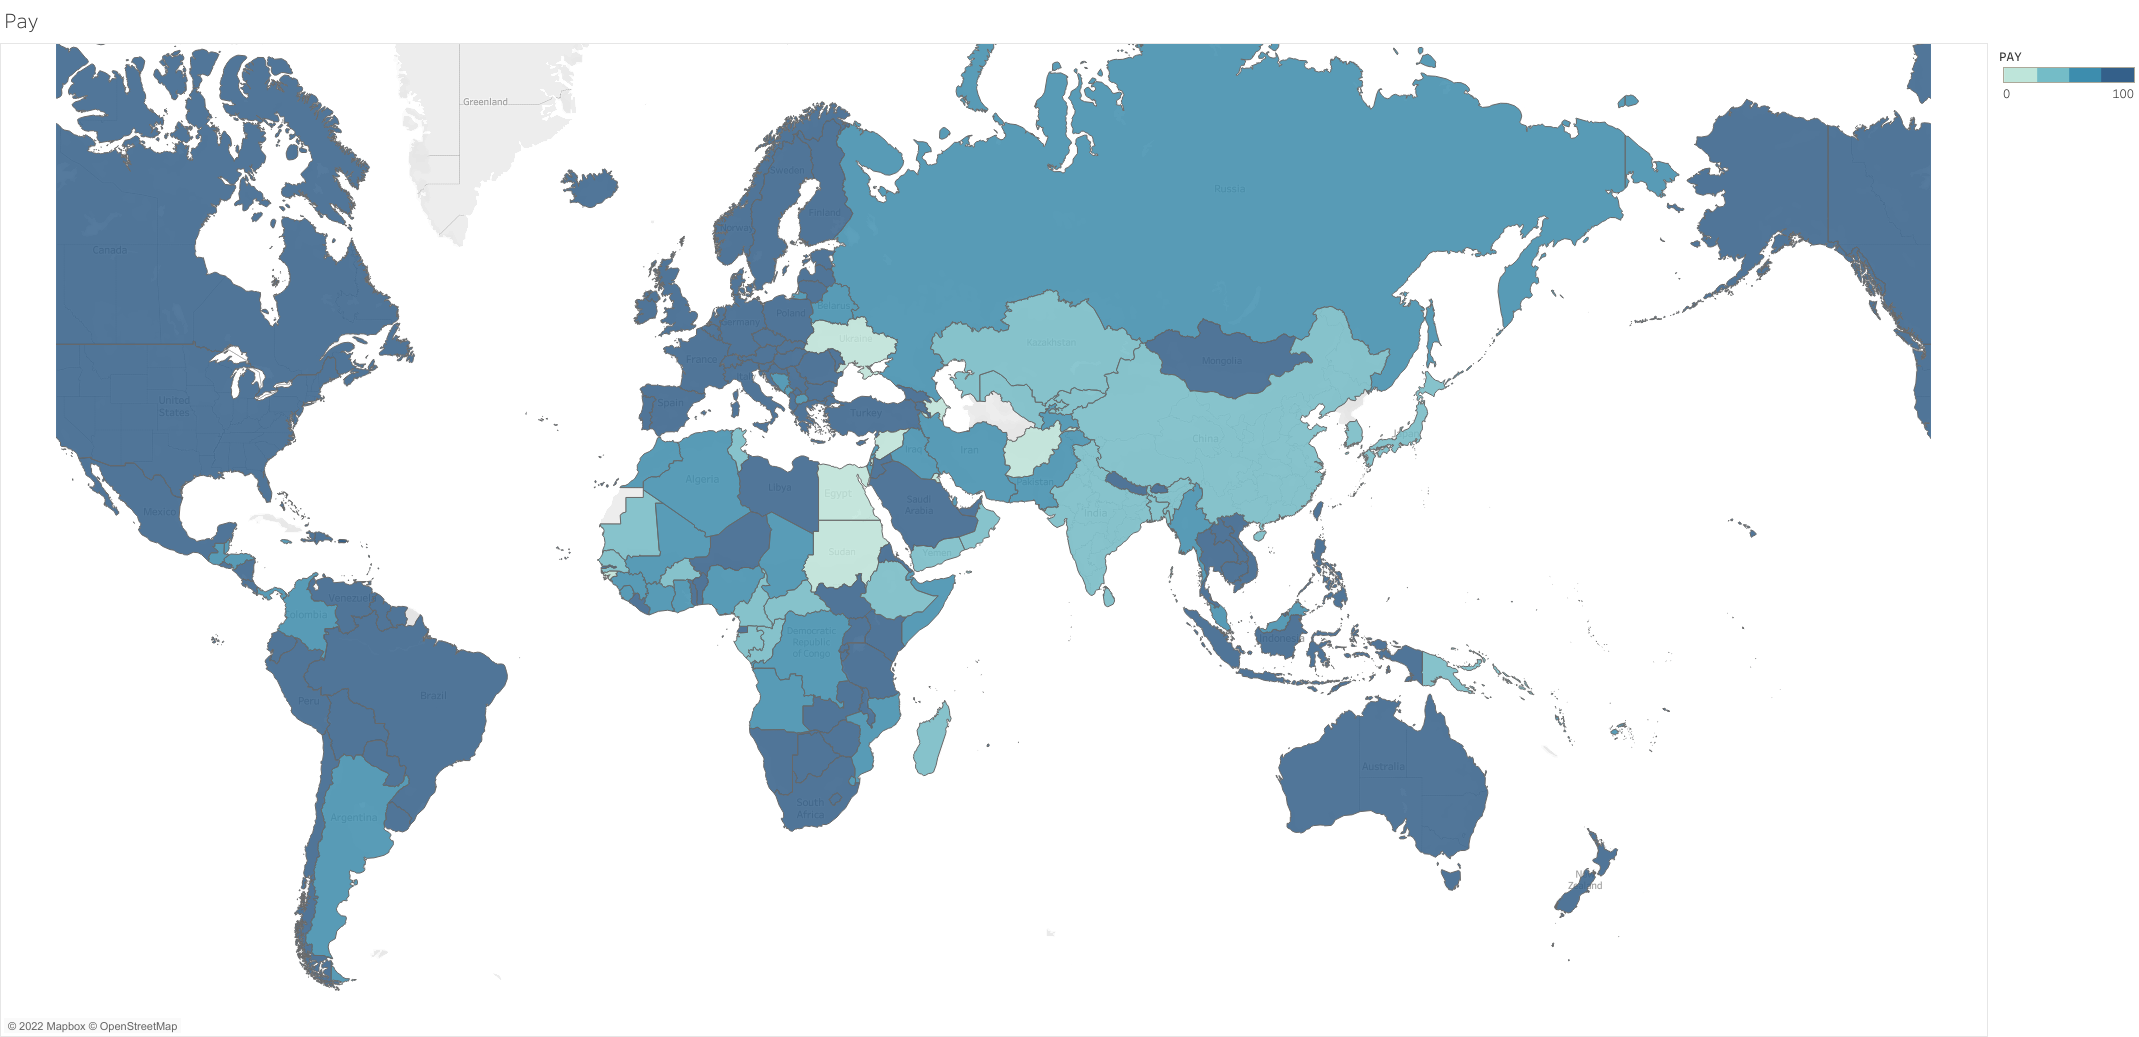 Pay
PAY
0
100
Greenland
Canada
United
States
Mexico
Venezuela
Colombia
Peru
Brazil
Argentina
Sweden
Finland
Norway
Belarus
Poland
Germany
Ukraine
France
Spain
Turkey
Russia
Kazakhstan
Mongolia
China
Iraq
Iran
Pakistan
India
Algeria
Libya
Egypt
Saudi
Arabia
Sudan
Yemen
Democratic
Republic
of Congo
South
Africa
Indonesia
Australia
New
Zealand
© 2022 Mapbox © OpenStreetMap